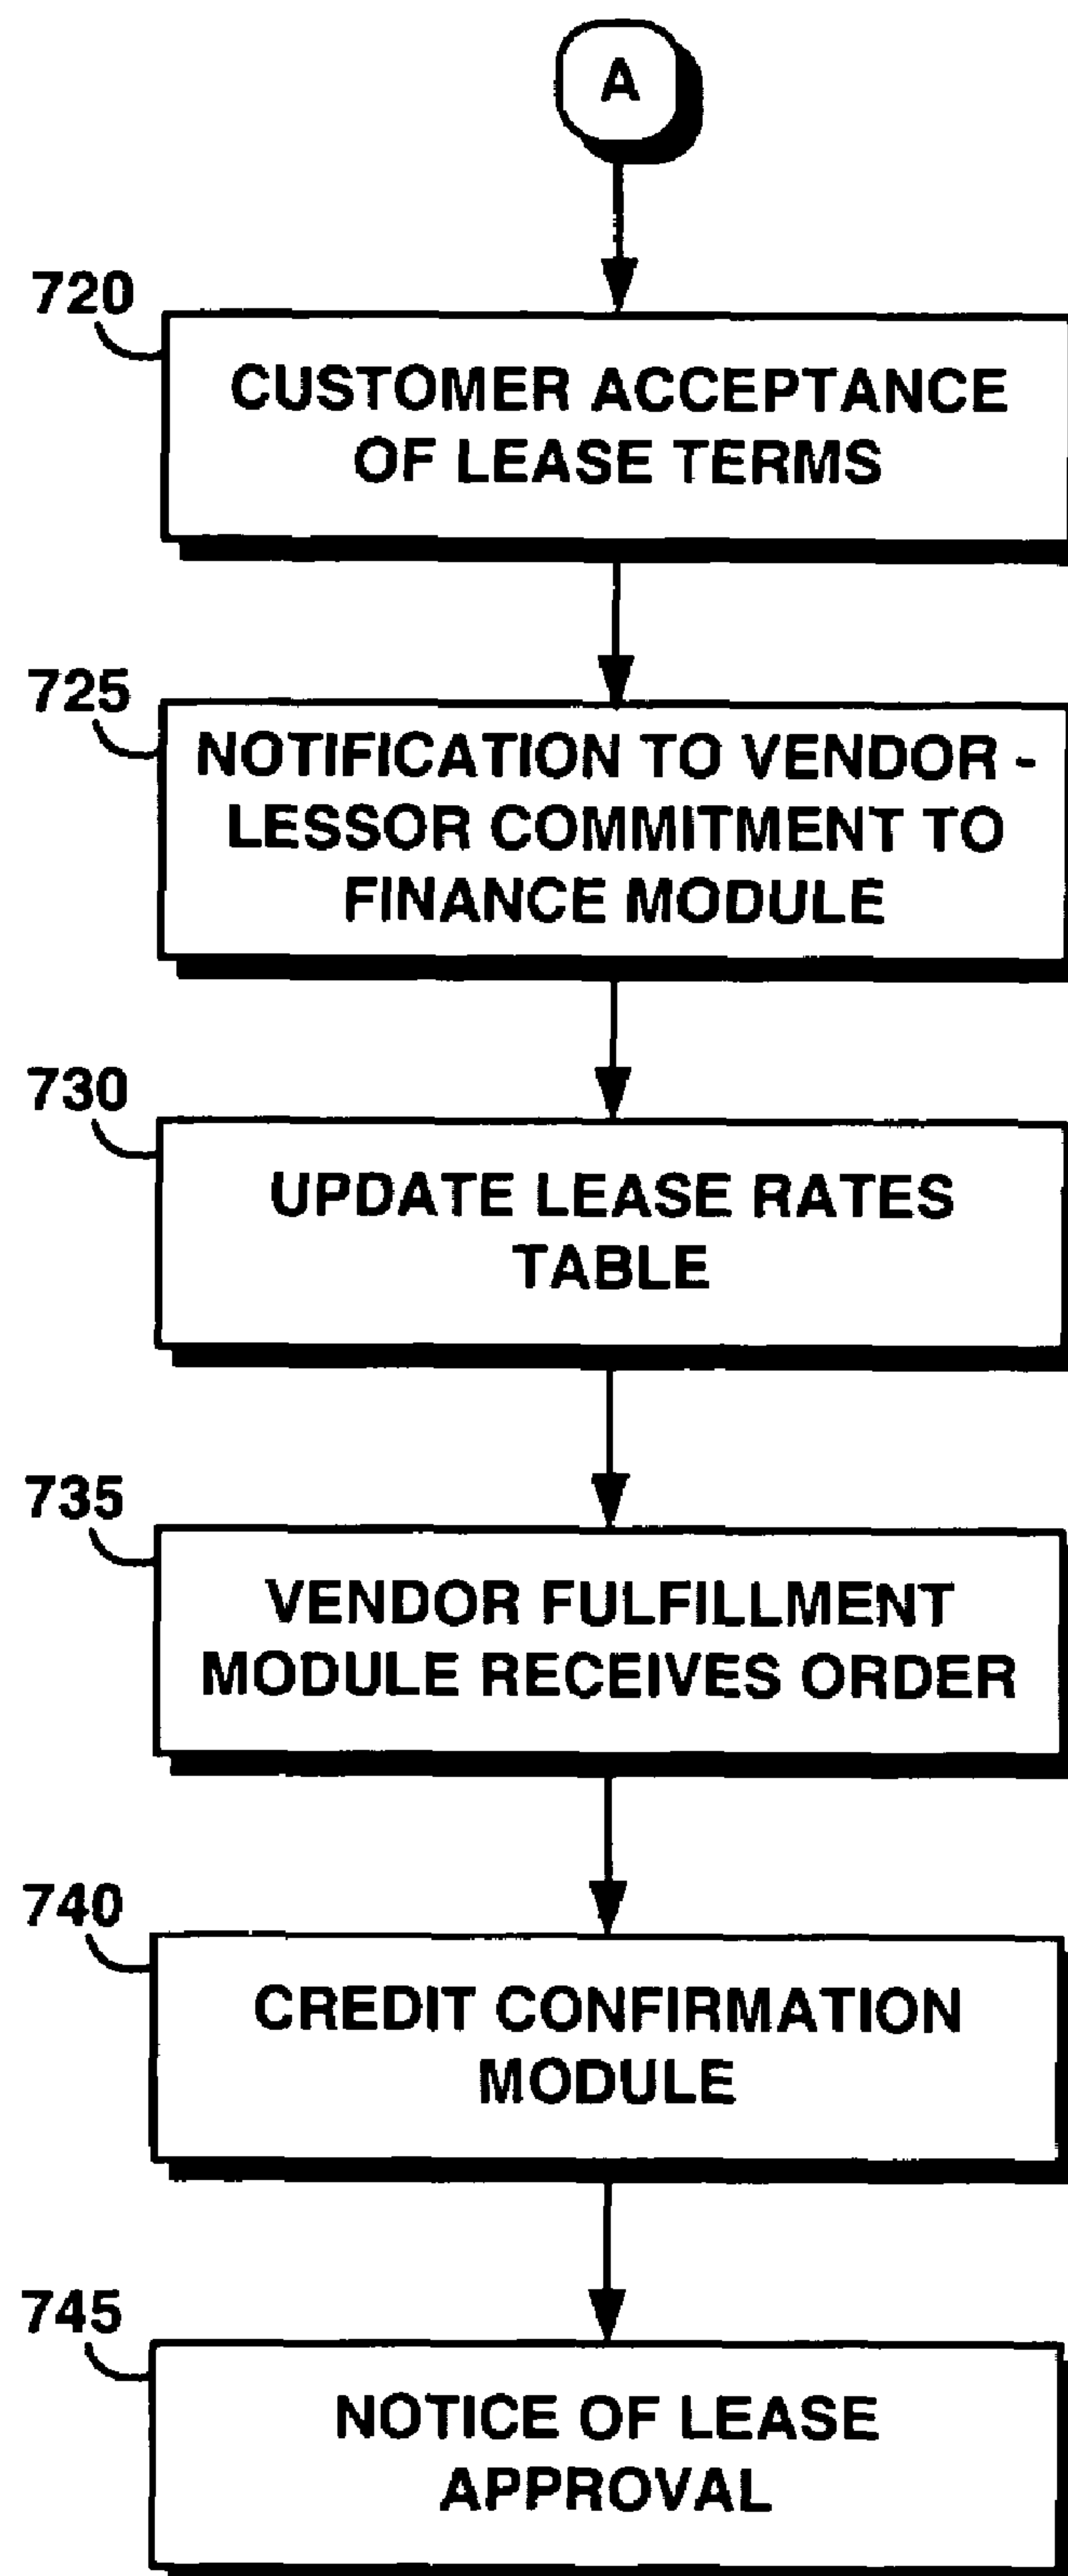 A
720
CUSTOMER ACCEPTANCE
OF LEASE TERMS
725
NOTIFICATION TO VENDOR -
LESSOR COMMITMENT TO
FINANCE MODULE
730
UPDATE LEASE RATES
TABLE
735
VENDOR FULFILLMENT
MODULE RECEIVES ORDER
740
CREDIT CONFIRMATION
MODULE
745
NOTICE OF LEASE
APPROVAL